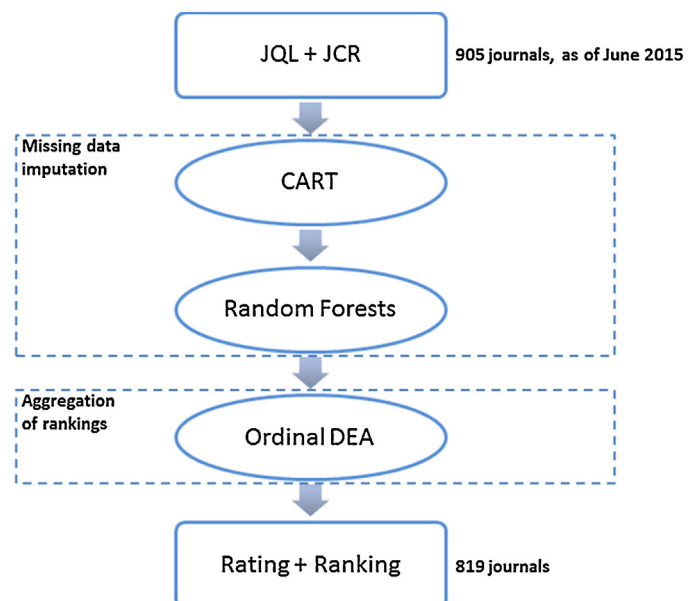 JQL + JCR
905 journals, as of June 2015
Missing data
imputation
CART
Random Forests
Aggregation
of rankings
Ordinal DEA
Rating + Ranking
819 journals